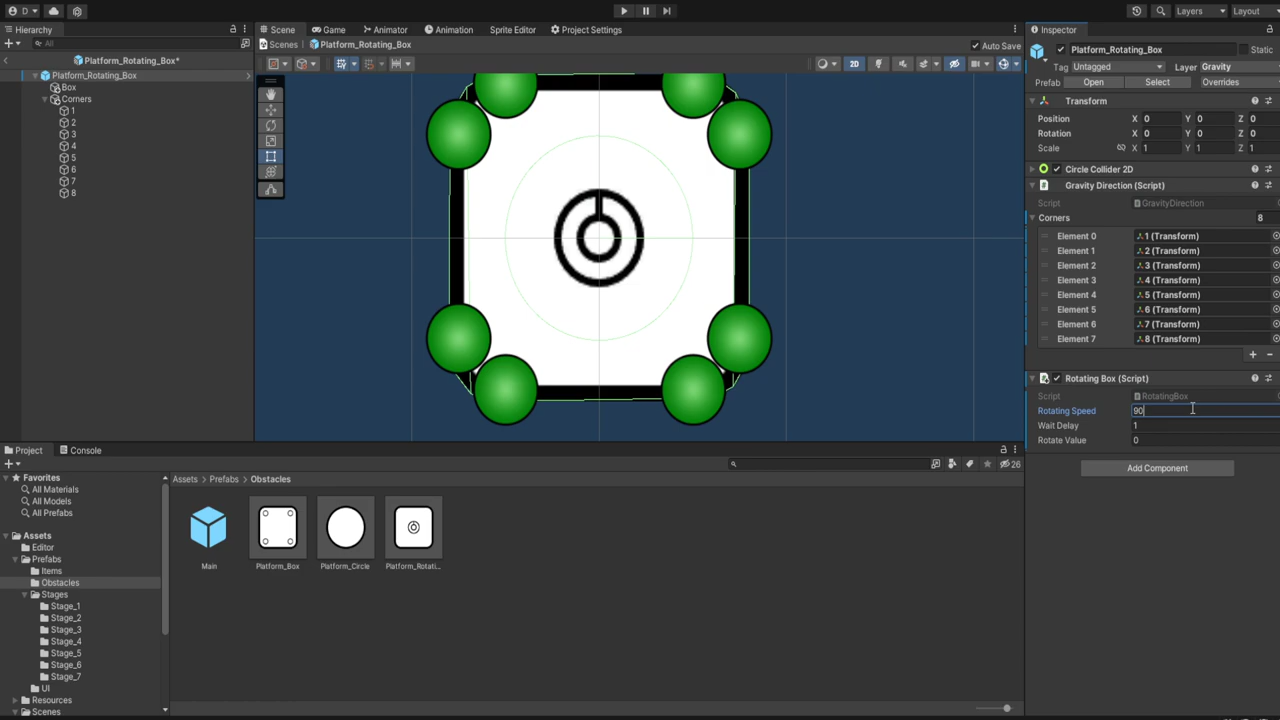 D
Layers
Layout
Hierarchy
Scene
Game
Animator
Animation
Sprite Editor
Project Settings
Inspector
All
Scenes
Platform_Rotating_Box
Auto Save
Platform_Rotating_Box
Static
Platform_Rotating_Box*
2D
Tag Untagged
Layer Gravity
Platform_Rotating_Box
Prefab
Open
Select
Overrides
Box
Corners
1
2
3
4
5
6
7
8
Transform
Position X 0 Y 0 Z 0
Rotation X 0 Y 0 Z 0
Scale X 1 Y 1 Z 1
Circle Collider 2D
# Gravity Direction (Script)
Script GravityDirection
Corners 8
Element 0 1 (Transform)
Element 1 2 (Transform)
Element 2 3 (Transform)
Element 3 4 (Transform)
Element 4 5 (Transform)
Element 5 6 (Transform)
Element 6 7 (Transform)
Element 7 8 (Transform)
+ −
# Rotating Box (Script)
Script RotatingBox
Rotating Speed 90
Wait Delay 1
Rotate Value 0
Add Component
Project
Console
26
Favorites
All Materials
All Models
All Prefabs
Assets
Editor
Prefabs
Items
Obstacles
Stages
Stage_1
Stage_2
Stage_3
Stage_4
Stage_5
Stage_6
Stage_7
UI
Resources
Scenes
Assets > Prefabs > Obstacles
Main
Platform_Box
Platform_Circle
Platform_Rotati...